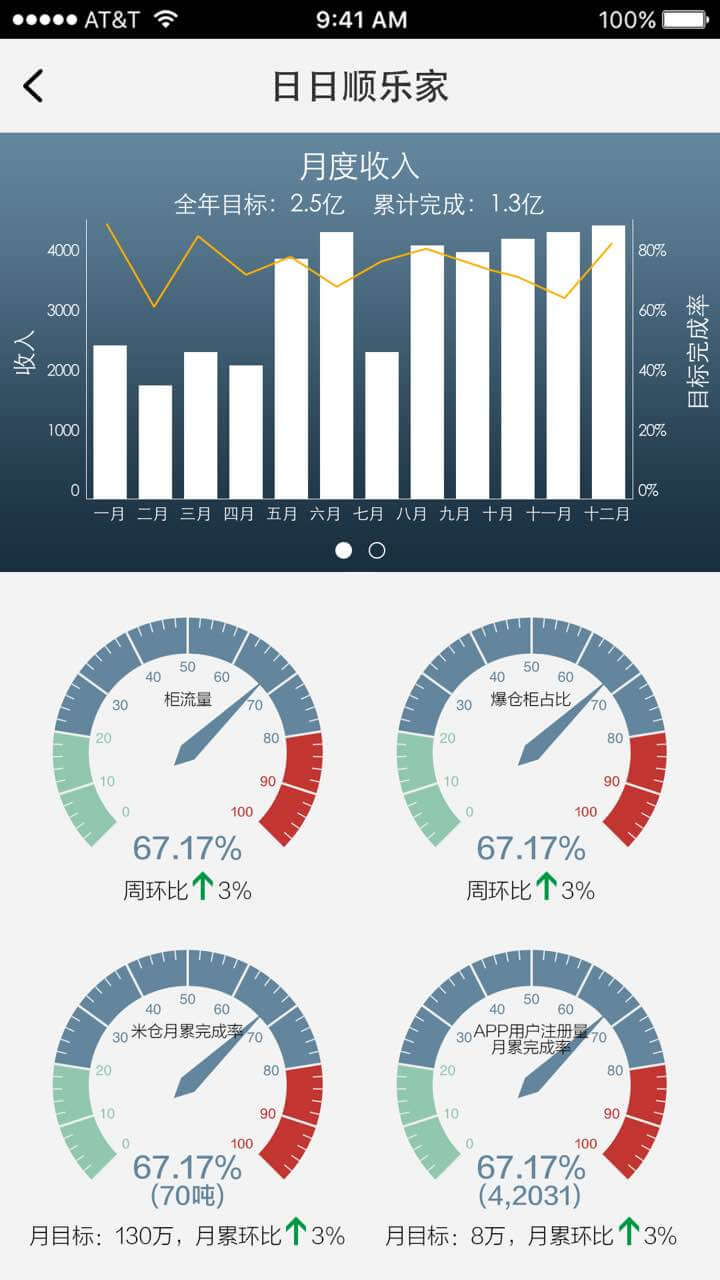 AT&T 9:41 AM 100%
日日顺乐家
月度收入
全年目标：2.5亿 累计完成：1.3亿
4000 80%
3000 60%
2000 40%
1000 20%
0 0%
收入
目标完成率
一月 二月 三月 四月 五月 六月 七月 八月 九月 十月 十一月 十二月
0 10 20 30 40 50 60 70 80 90 100
柜流量
67.17%
周环比 3%
0 10 20 30 40 50 60 70 80 90 100
爆仓柜占比
67.17%
周环比 3%
0 10 20 30 40 50 60 70 80 90 100
米仓月累完成率
67.17%
(70吨)
月目标：130万，月累环比 3%
0 10 20 30 40 50 60 70 80 90 100
APP用户注册量
月累完成率
67.17%
(4,2031)
月目标：8万，月累环比 3%